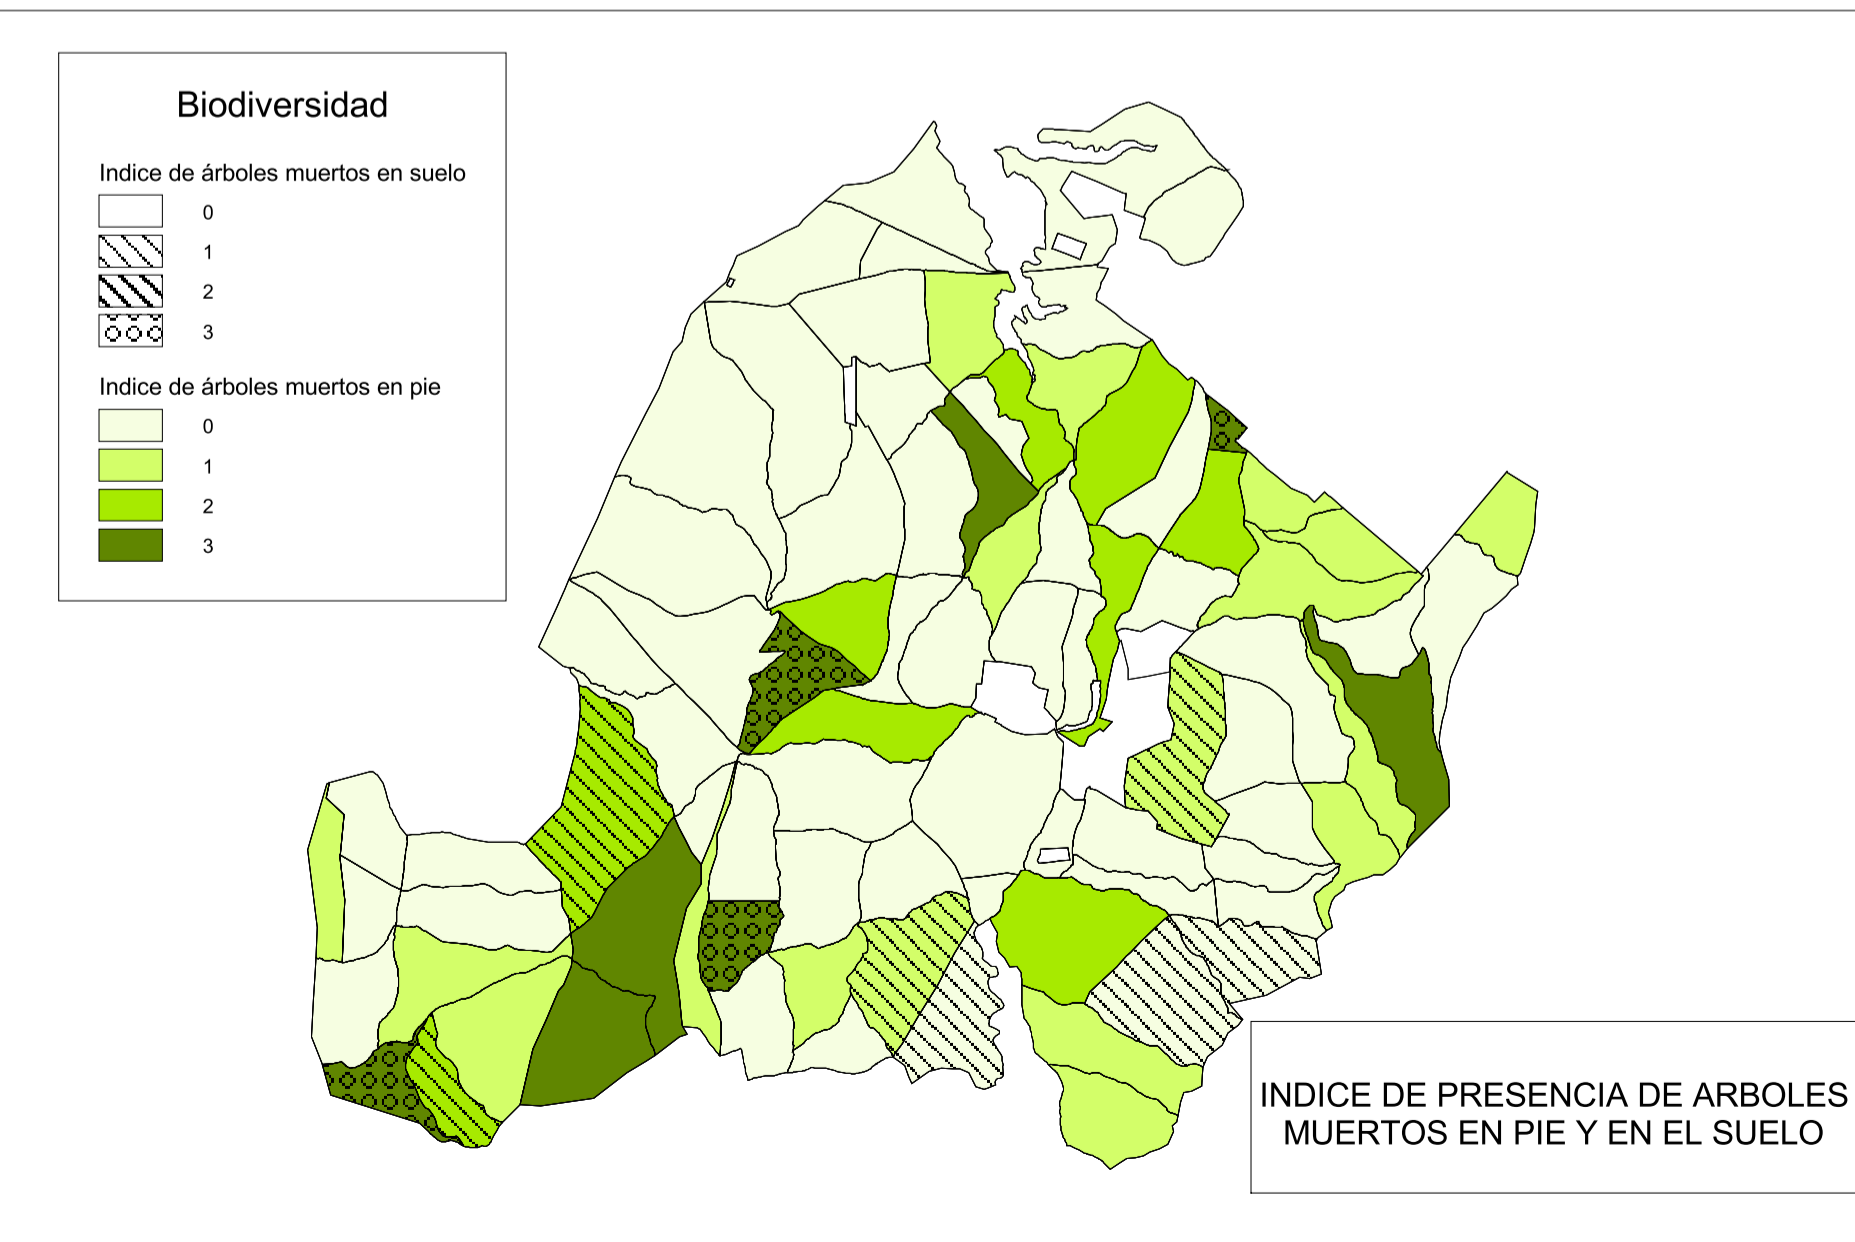 Biodiversidad
Indice de árboles muertos en suelo
0
1
2
3
Indice de árboles muertos en pie
0
1
2
3
INDICE DE PRESENCIA DE ARBOLES
MUERTOS EN PIE Y EN EL SUELO